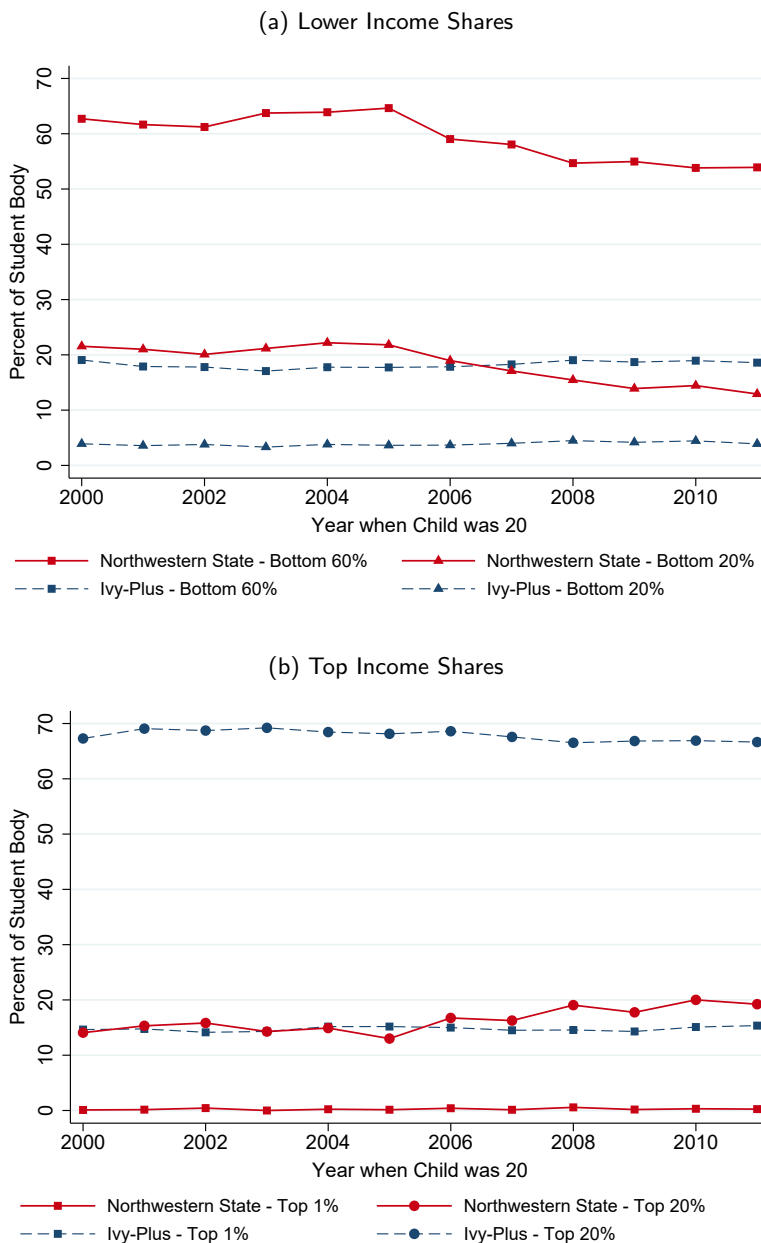 (a) Lower Income Shares
Percent of Student Body
70
60
50
40
30
20
10
0
2000 2002 2004 2006 2008 2010
Year when Child was 20
Northwestern State - Bottom 60% Northwestern State - Bottom 20%
Ivy-Plus - Bottom 60% Ivy-Plus - Bottom 20%
(b) Top Income Shares
Percent of Student Body
70
60
50
40
30
20
10
0
2000 2002 2004 2006 2008 2010
Year when Child was 20
Northwestern State - Top 1% Northwestern State - Top 20%
Ivy-Plus - Top 1% Ivy-Plus - Top 20%